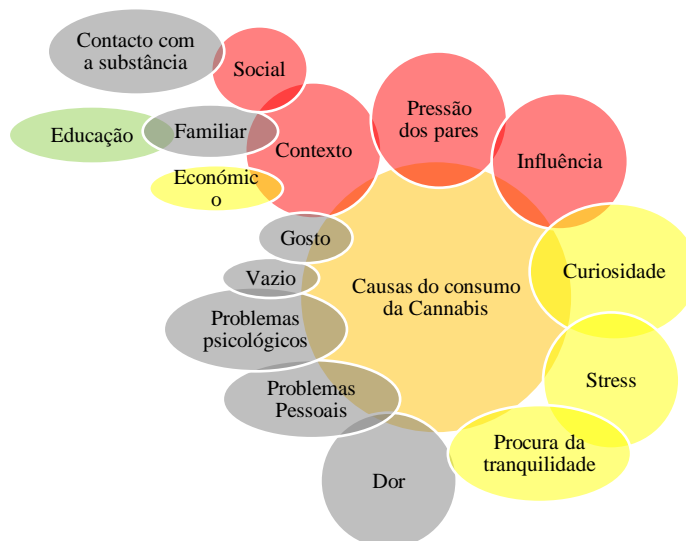 Contacto com
a substância
Social
Educação
Familiar
Contexto
Económic
o
Pressão
dos pares
Influência
Gosto
Vazio
Problemas
psicológicos
Problemas
Pessoais
Dor
Causas do consumo
da Cannabis
Curiosidade
Stress
Procura da
tranquilidade